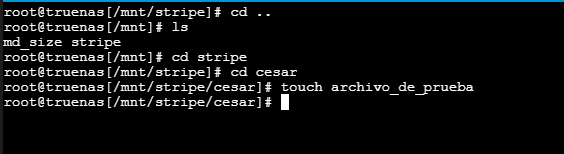 root@truenas[/mnt/stripe]# cd ..
root@truenas[/mnt]# ls
md_size stripe
root@truenas[/mnt]# cd stripe
root@truenas[/mnt/stripe]# cd cesar
root@truenas[/mnt/stripe/cesar]# touch archivo_de_prueba
root@truenas[/mnt/stripe/cesar]#